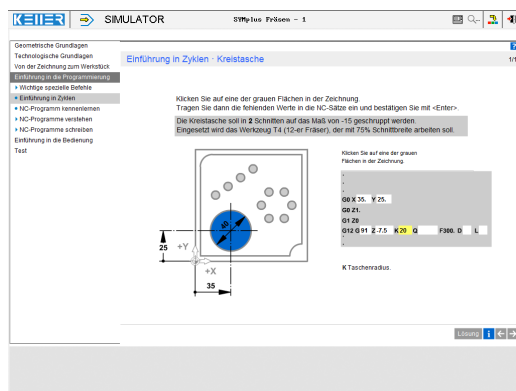 KELLER SIMULATOR SYMplus Fräsen - 1
Geometrische Grundlagen
Technologische Grundlagen
Von der Zeichnung zum Werkstück
Einführung in die Programmierung
Wichtige spezielle Befehle
Einführung in Zyklen
NC-Programm kennenlernen
NC-Programme verstehen
NC-Programme schreiben
Einführung in die Bedienung
Test
Einführung in Zyklen · Kreistasche
1/1
Klicken Sie auf eine der grauen Flächen in der Zeichnung.
Tragen Sie dann die fehlenden Werte in die NC-Sätze ein und bestätigen Sie mit <Enter>.
Die Kreistasche soll in 2 Schnitten auf das Maß von -15 geschruppt werden.
Eingesetzt wird das Werkzeug T4 (12-er Fräser), der mit 75% Schnittbreite arbeiten soll.
Klicken Sie auf eine der grauen
Flächen in der Zeichnung.
G0 X 35. Y 25.
G0 Z1.
G1 Z0
G12 G 91 Z -7.5 K 20 Q F300. D L
K Taschenradius.
40
25
+Y
+X
35
Lösung i